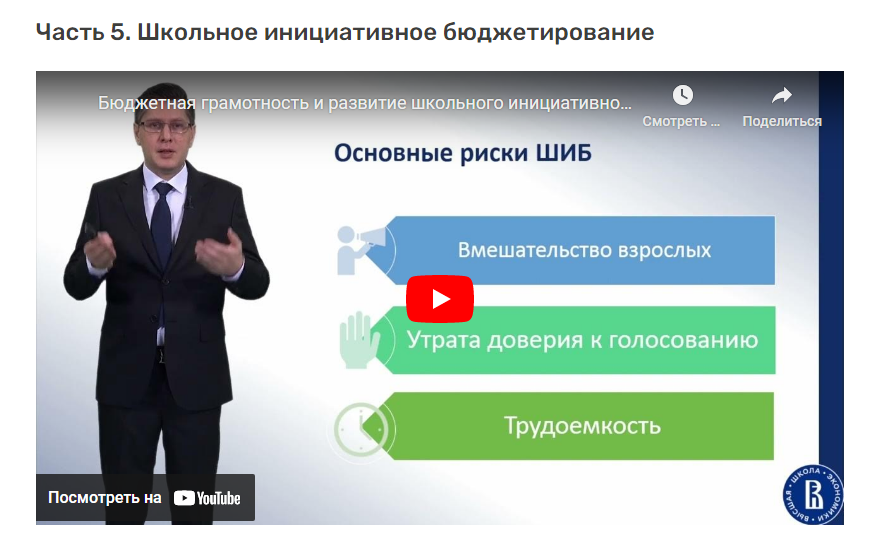 Часть 5. Школьное инициативное бюджетирование
Бюджетная грамотность и развитие школьного инициативно...
Смотреть ...
Поделиться
Основные риски ШИБ
Вмешательство взрослых
Утрата доверия к голосованию
Трудоемкость
Посмотреть на YouTube
ВЫСШАЯ • ШКОЛА • ЭКОНОМИКИ